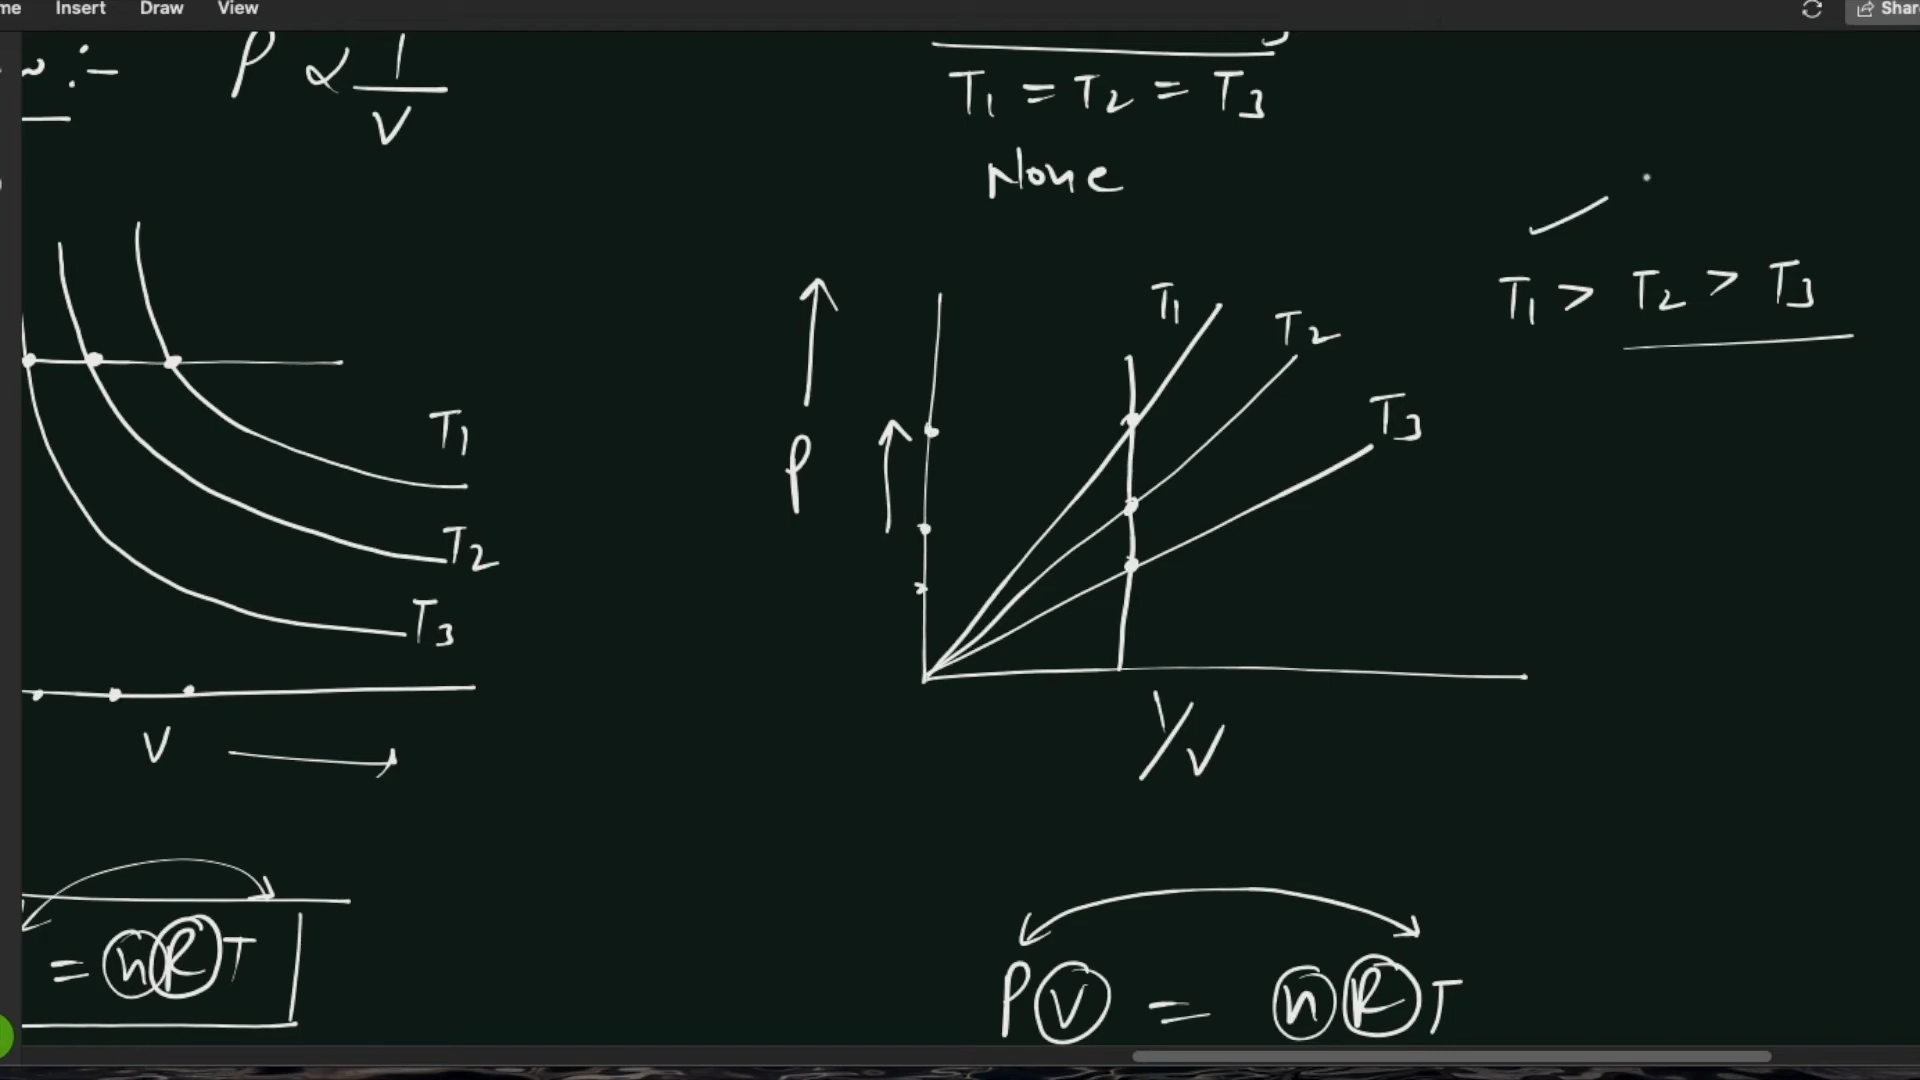 Insert Draw View
:- P ∝ 1/V
T1 = T2 = T3
None
T1 > T2 > T3
T1
T2
T3
V
P
T1
T2
T3
1/V
= nRT
PV = nRT